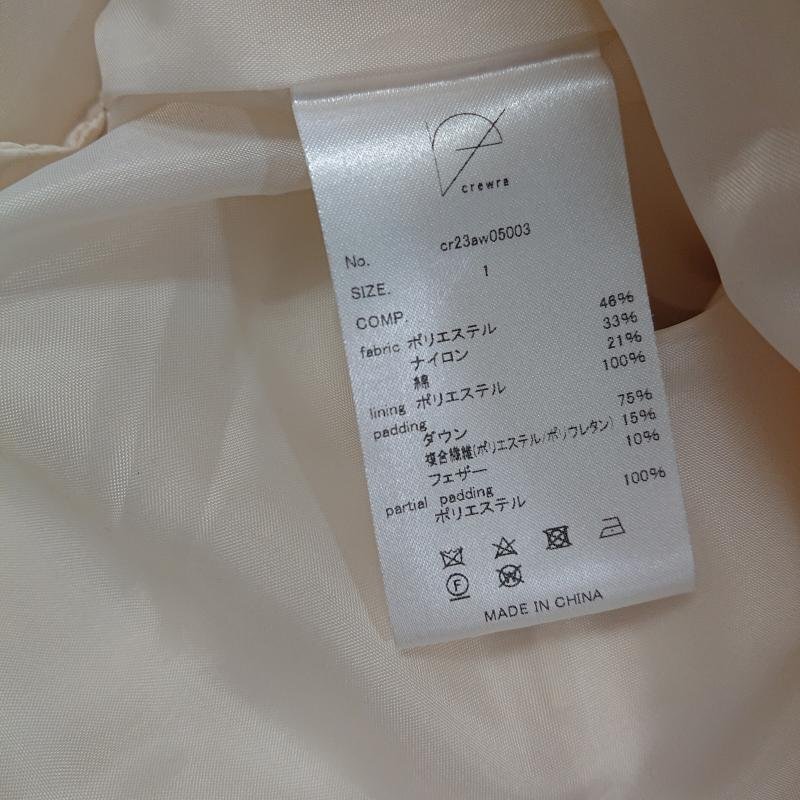 crewra
No. cr23aw05003
SIZE. 1
COMP.
fabric ポリエステル 46%
ナイロン 33%
綿 21%
lining ポリエステル 100%
padding
ダウン 75%
複合繊維(ポリエステル/ポリウレタン) 15%
フェザー 10%
partial padding
ポリエステル 100%
F W
MADE IN CHINA